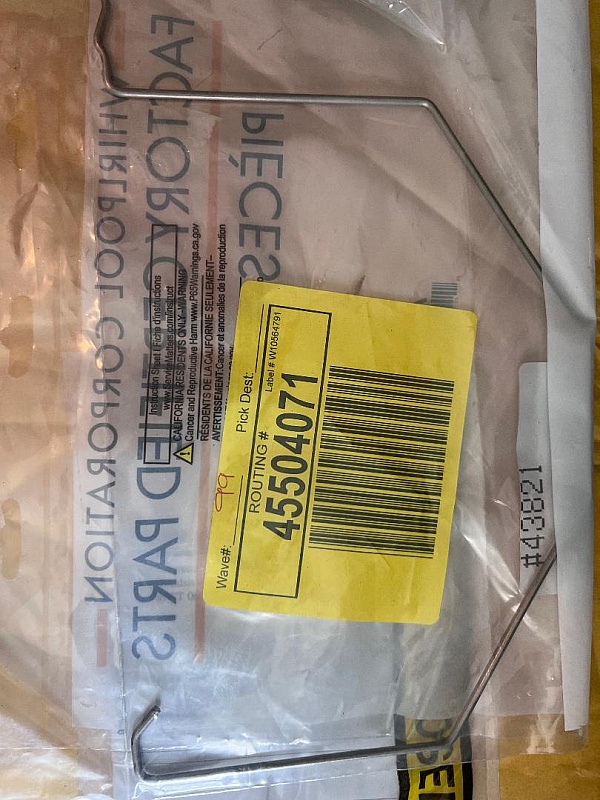 FACTORY CERTIFIED PARTS
WHIRLPOOL CORPORATION
PIÈCES
Instruction Sheet / Fiche d'instructions
CALIFORNIA RESIDENTS ONLY-WARNING:
Cancer and Reproductive Harm www.P65Warnings.ca.gov
RÉSIDENTS DE LA CALIFORNIE SEULEMENT–
AVERTISSEMENT:Cancer et anomalies de la reproduction
Wave#: 99 Pick Dest:
ROUTING # Label # W10564791
45504071
#43821